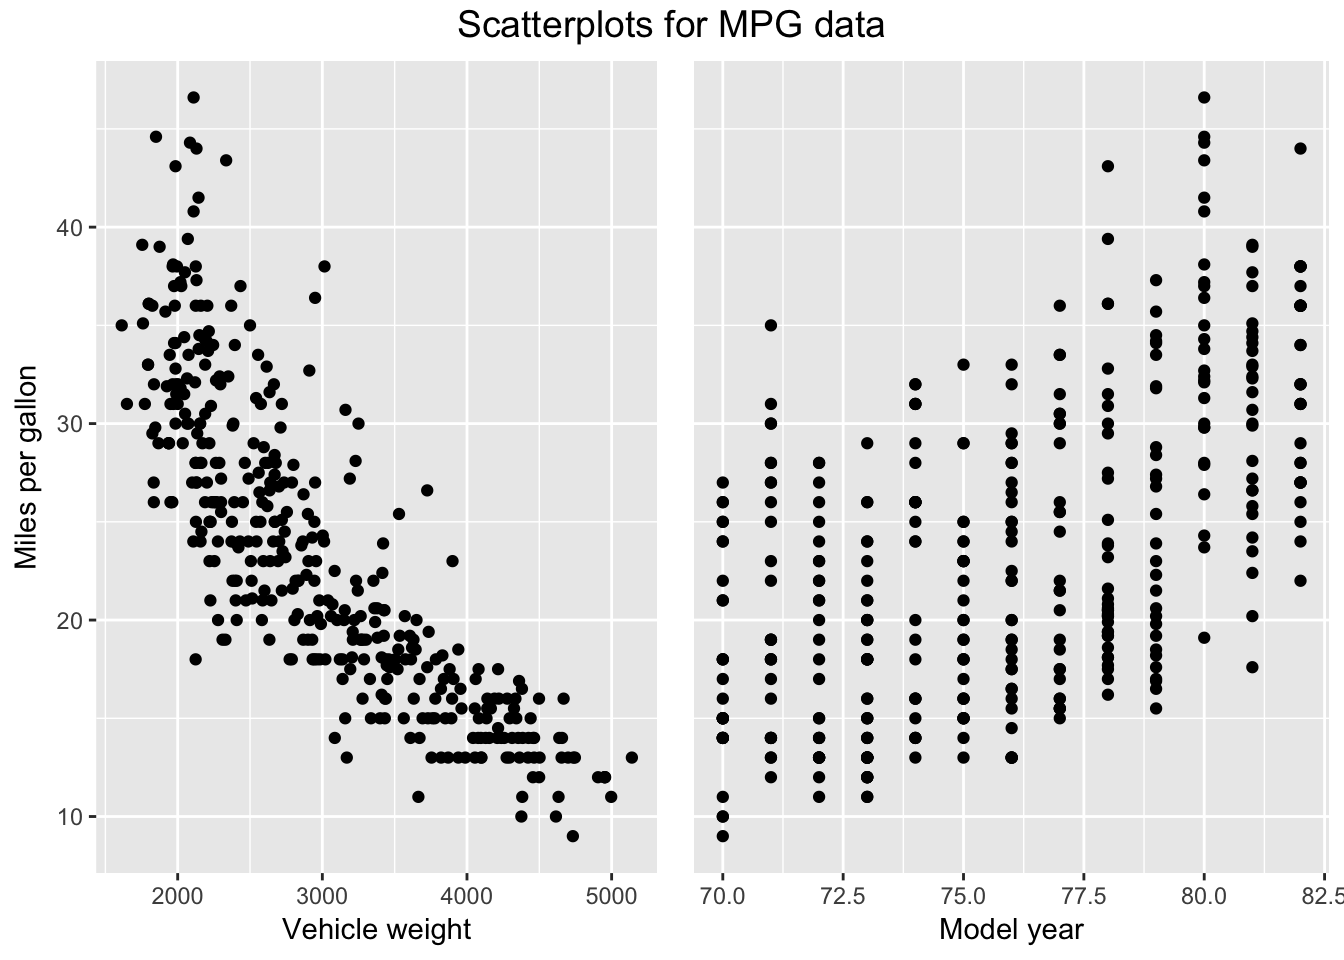 Scatterplots for MPG data
Miles per gallon
40
30
20
10
2000 3000 4000 5000
Vehicle weight
70.0 72.5 75.0 77.5 80.0 82.5
Model year